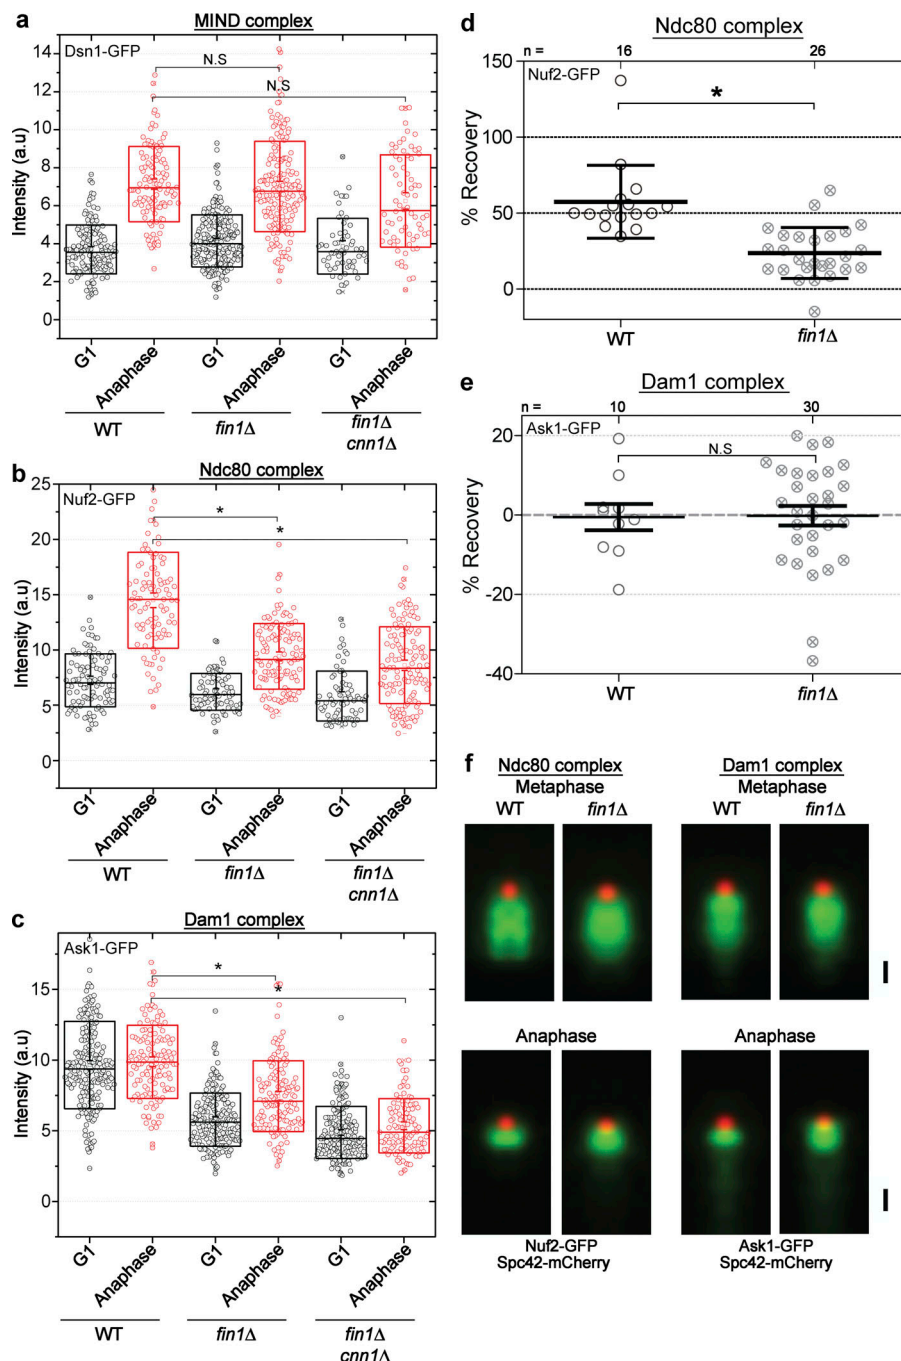 a
MIND complex
Dsn1-GFP
N.S
N.S
Intensity (a.u)
14
12
10
8
6
4
2
0
G1
Anaphase
G1
Anaphase
G1
Anaphase
WT
fin1Δ
fin1Δ
cnn1Δ
b
Ndc80 complex
Nuf2-GFP
*
*
Intensity (a.u)
25
20
15
10
5
0
G1
Anaphase
G1
Anaphase
G1
Anaphase
WT
fin1Δ
fin1Δ
cnn1Δ
c
Dam1 complex
Ask1-GFP
*
*
Intensity (a.u)
15
10
5
0
G1
Anaphase
G1
Anaphase
G1
Anaphase
WT
fin1Δ
fin1Δ
cnn1Δ
d
Ndc80 complex
n = 16 26
Nuf2-GFP
*
% Recovery
150
100
50
0
WT
fin1Δ
e
Dam1 complex
n = 10 30
Ask1-GFP
N.S
% Recovery
20
0
-20
-40
WT
fin1Δ
f
Ndc80 complex
Metaphase
WT fin1Δ
Dam1 complex
Metaphase
WT fin1Δ
Anaphase
Anaphase
Nuf2-GFP
Spc42-mCherry
Ask1-GFP
Spc42-mCherry